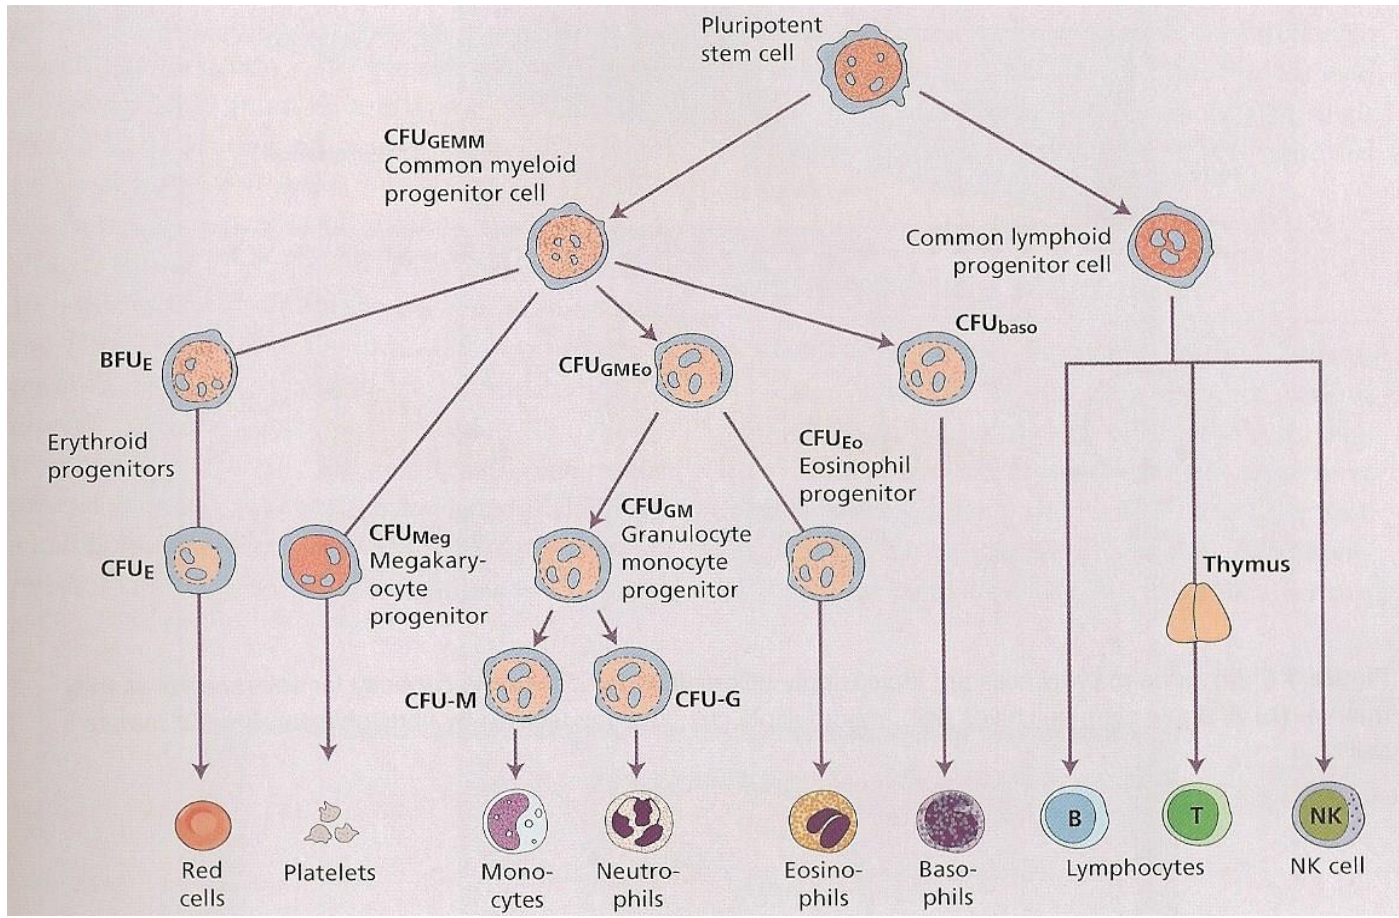 Pluripotent
stem cell
CFUGEMM
Common myeloid
progenitor cell
Common lymphoid
progenitor cell
BFUE
CFUGMEo
CFUbaso
Erythroid
progenitors
CFUEo
Eosinophil
progenitor
CFUE
CFUMeg
Megakary-
ocyte
progenitor
CFUGM
Granulocyte
monocyte
progenitor
Thymus
CFU-M
CFU-G
B
T
NK
Red
cells
Platelets
Mono-
cytes
Neutro-
phils
Eosino-
phils
Baso-
phils
Lymphocytes
NK cell